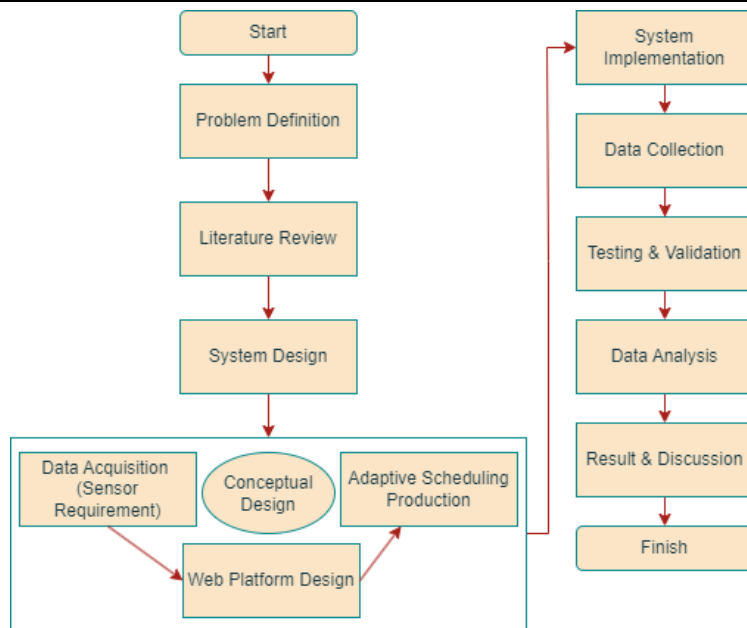 Start
Problem Definition
Literature Review
System Design
Data Acquisition
(Sensor
Requirement)
Conceptual
Design
Adaptive Scheduling
Production
Web Platform Design
System
Implementation
Data Collection
Testing & Validation
Data Analysis
Result & Discussion
Finish